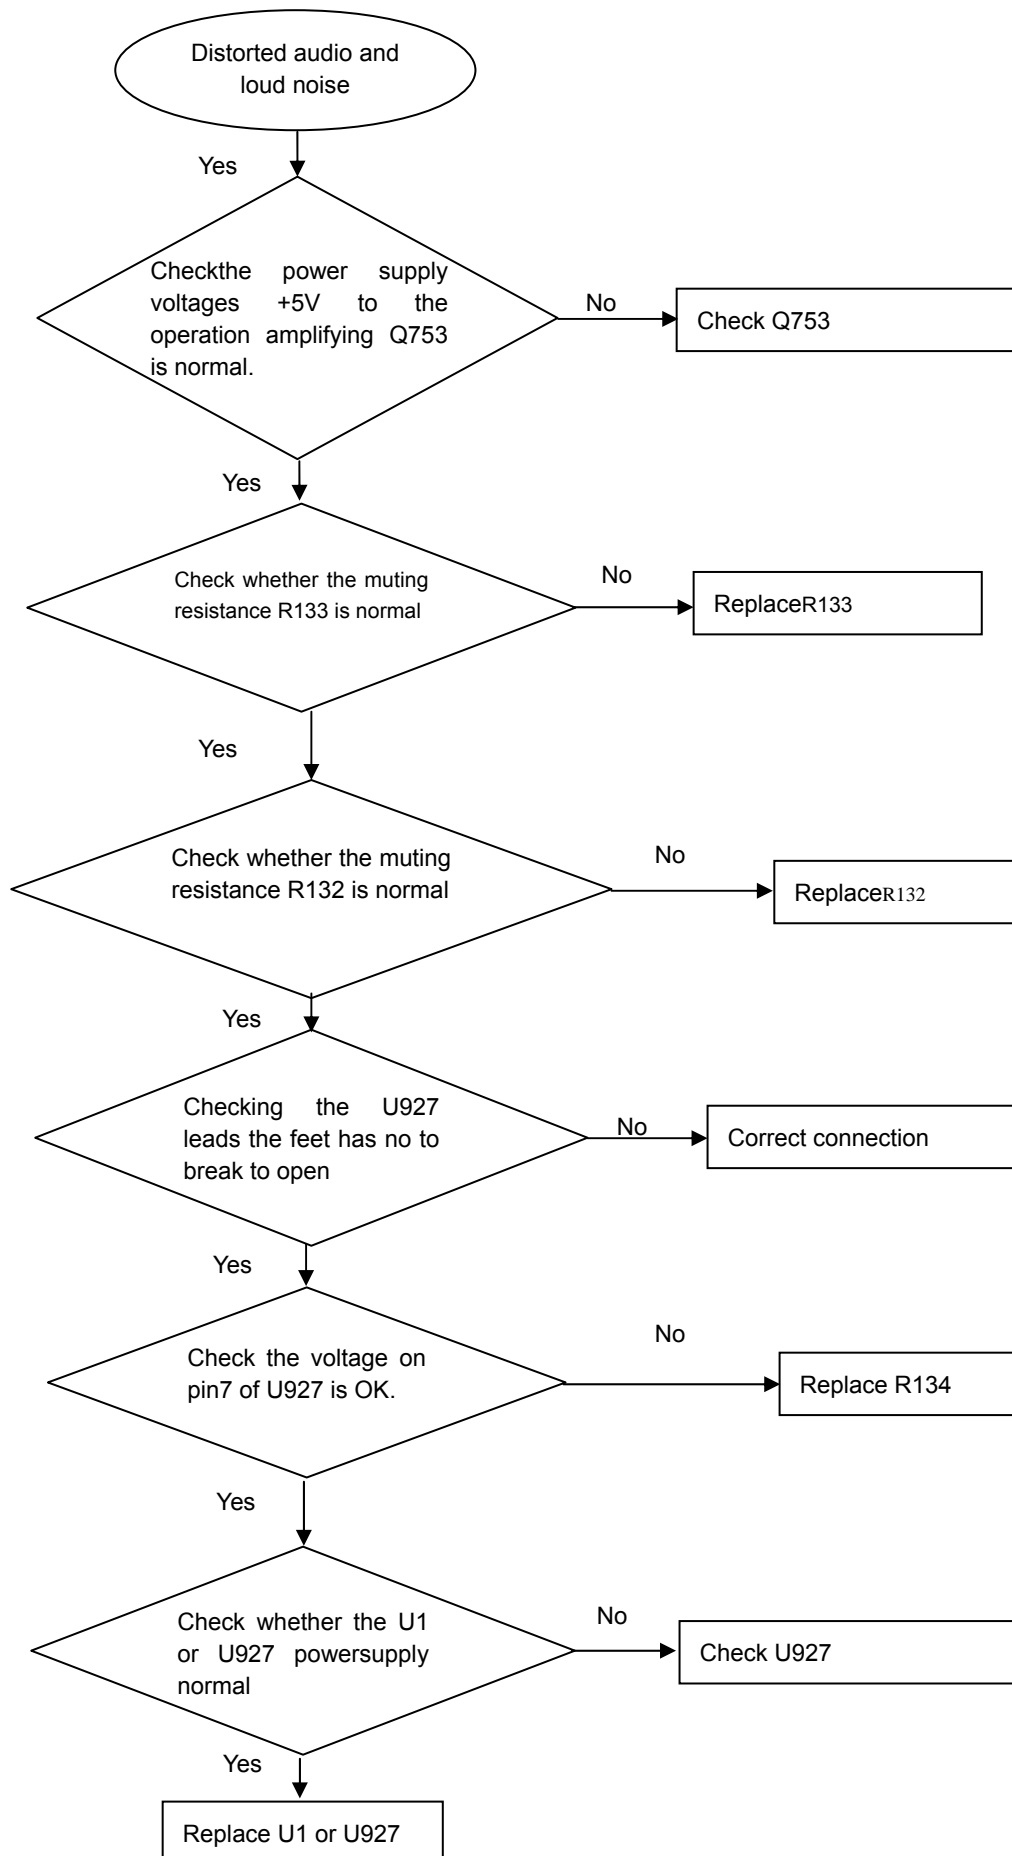 Distorted audio and
loud noise
Yes
Checkthe power supply
voltages +5V to the
operation amplifying Q753
is normal.
No
Check Q753
Yes
Check whether the muting
resistance R133 is normal
No
ReplaceR133
Yes
Check whether the muting
resistance R132 is normal
No
ReplaceR132
Yes
Checking the U927
leads the feet has no to
break to open
No
Correct connection
Yes
Check the voltage on
pin7 of U927 is OK.
No
Replace R134
Yes
Check whether the U1
or U927 powersupply
normal
No
Check U927
Yes
Replace U1 or U927